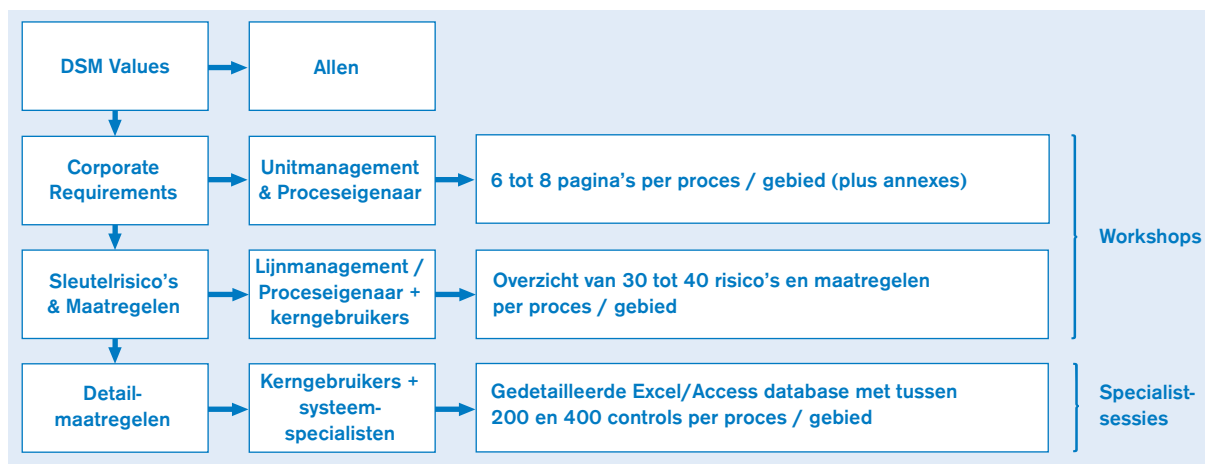 DSM Values
Allen
Corporate
Requirements
Unitmanagement
& Proceseigenaar
6 tot 8 pagina's per proces / gebied (plus annexes)
Sleutelrisico's
& Maatregelen
Lijnmanagement /
Proceseigenaar +
kerngebruikers
Overzicht van 30 tot 40 risico's en maatregelen
per proces / gebied
Workshops
Detail-
maatregelen
Kerngebruikers +
systeem-
specialisten
Gedetailleerde Excel/Access database met tussen
200 en 400 controls per proces / gebied
Specialist-
sessies